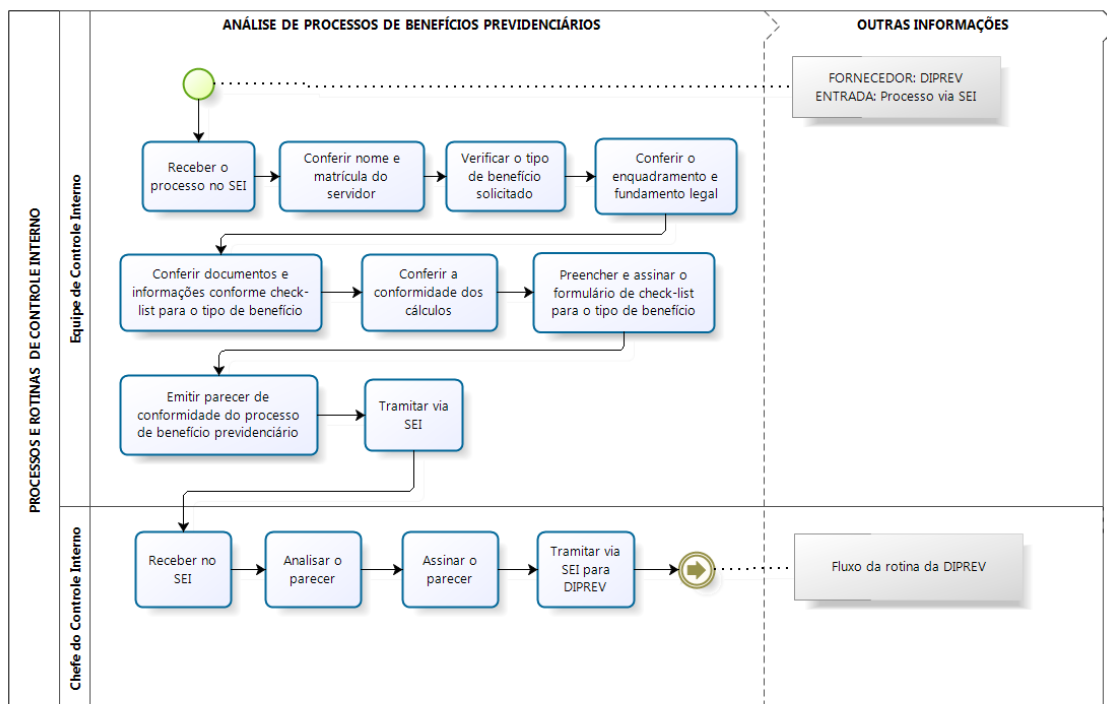 ANÁLISE DE PROCESSOS DE BENEFÍCIOS PREVIDENCIÁRIOS
OUTRAS INFORMAÇÕES
PROCESSOS E ROTINAS DE CONTROLE INTERNO
Equipe de Controle Interno
FORNECEDOR: DIPREV
ENTRADA: Processo via SEI
Receber o
processo no SEI
Conferir nome e
matrícula do
servidor
Verificar o tipo
de benefício
solicitado
Conferir o
enquadramento e
fundamento legal
Conferir documentos e
informações conforme check-
list para o tipo de benefício
Conferir a
conformidade dos
cálculos
Preencher e assinar o
formulário de check-list
para o tipo de benefício
Emitir parecer de
conformidade do processo
de benefício previdenciário
Tramitar via
SEI
Chefe do Controle Interno
Receber no
SEI
Analisar o
parecer
Assinar o
parecer
Tramitar via
SEI para
DIPREV
Fluxo da rotina da DIPREV